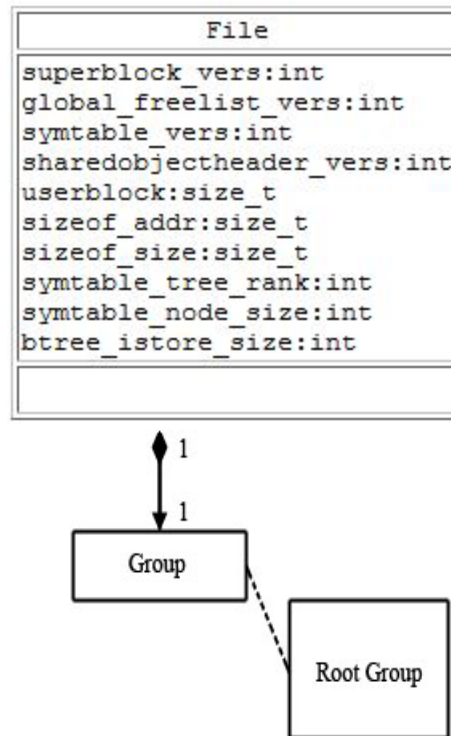 File
superblock_vers:int
global_freelist_vers:int
symtable_vers:int
sharedobjectheader_vers:int
userblock:size_t
sizeof_addr:size_t
sizeof_size:size_t
symtable_tree_rank:int
symtable_node_size:int
btree_istore_size:int
1
1
Group
Root Group